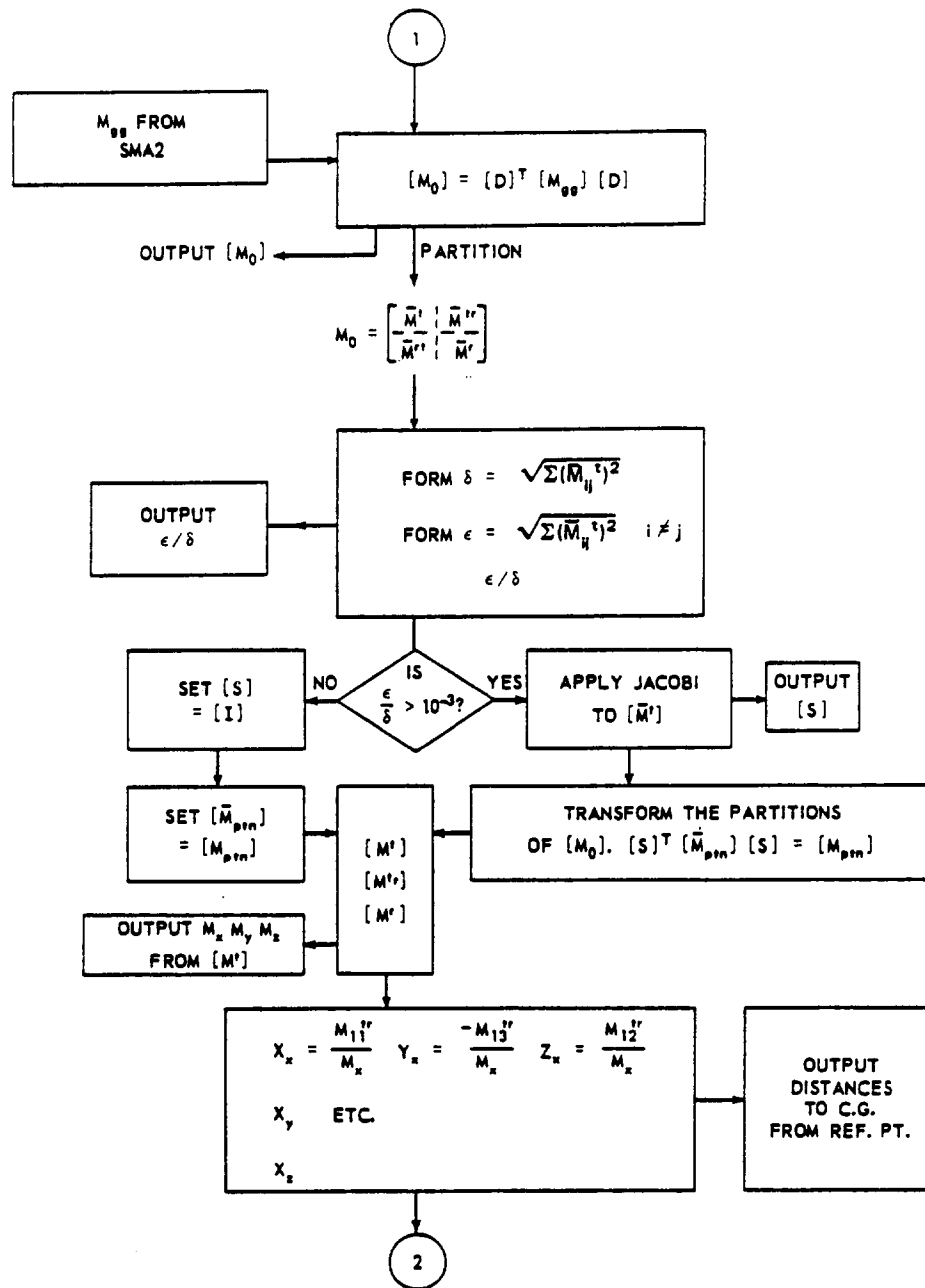 1
M_gg FROM
SMA2
[M_0] = [D]^T [M_gg] [D]
OUTPUT [M_0]
PARTITION
M_0 = [ M̄^t | M̄^tr ; M̄^rt | M̄^r ]
FORM δ = √Σ(M̄_ij^t)^2
FORM ε = √Σ(M̄_ij^t)^2 i ≠ j
ε/δ
OUTPUT
ε/δ
IS
ε/δ > 10^-3?
NO
YES
SET [S]
= [I]
APPLY JACOBI
TO [M̄^t]
OUTPUT
[S]
SET [M̄_ptn]
= [M_ptn]
[M^t]
[M^tr]
[M^r]
TRANSFORM THE PARTITIONS
OF [M_0]. [S]^T [M̄_ptn] [S] = [M_ptn]
OUTPUT M_x M_y M_z
FROM [M^t]
X_x = M_11^tr / M_x Y_x = -M_13^tr / M_x Z_x = M_12^tr / M_x
X_y ETC.
X_z
OUTPUT
DISTANCES
TO C.G.
FROM REF. PT.
2